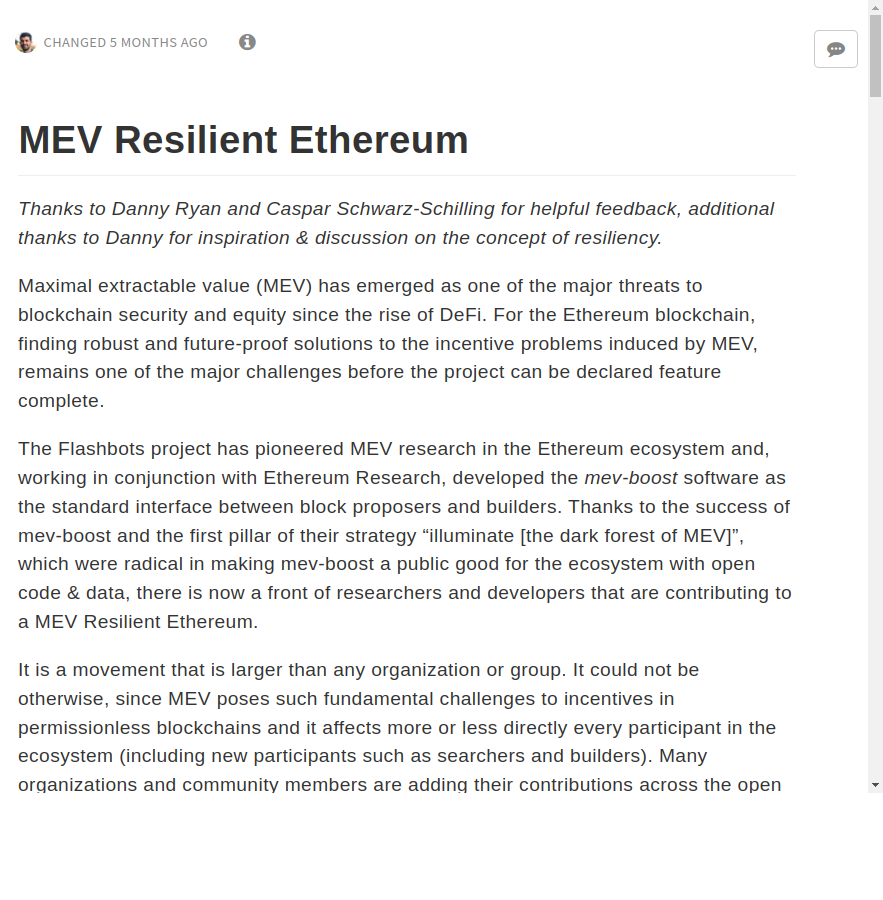 CHANGED 5 MONTHS AGO
MEV Resilient Ethereum
Thanks to Danny Ryan and Caspar Schwarz-Schilling for helpful feedback, additional
thanks to Danny for inspiration & discussion on the concept of resiliency.
Maximal extractable value (MEV) has emerged as one of the major threats to
blockchain security and equity since the rise of DeFi. For the Ethereum blockchain,
finding robust and future-proof solutions to the incentive problems induced by MEV,
remains one of the major challenges before the project can be declared feature
complete.
The Flashbots project has pioneered MEV research in the Ethereum ecosystem and,
working in conjunction with Ethereum Research, developed the mev-boost software as
the standard interface between block proposers and builders. Thanks to the success of
mev-boost and the first pillar of their strategy “illuminate [the dark forest of MEV]”,
which were radical in making mev-boost a public good for the ecosystem with open
code & data, there is now a front of researchers and developers that are contributing to
a MEV Resilient Ethereum.
It is a movement that is larger than any organization or group. It could not be
otherwise, since MEV poses such fundamental challenges to incentives in
permissionless blockchains and it affects more or less directly every participant in the
ecosystem (including new participants such as searchers and builders). Many
organizations and community members are adding their contributions across the open